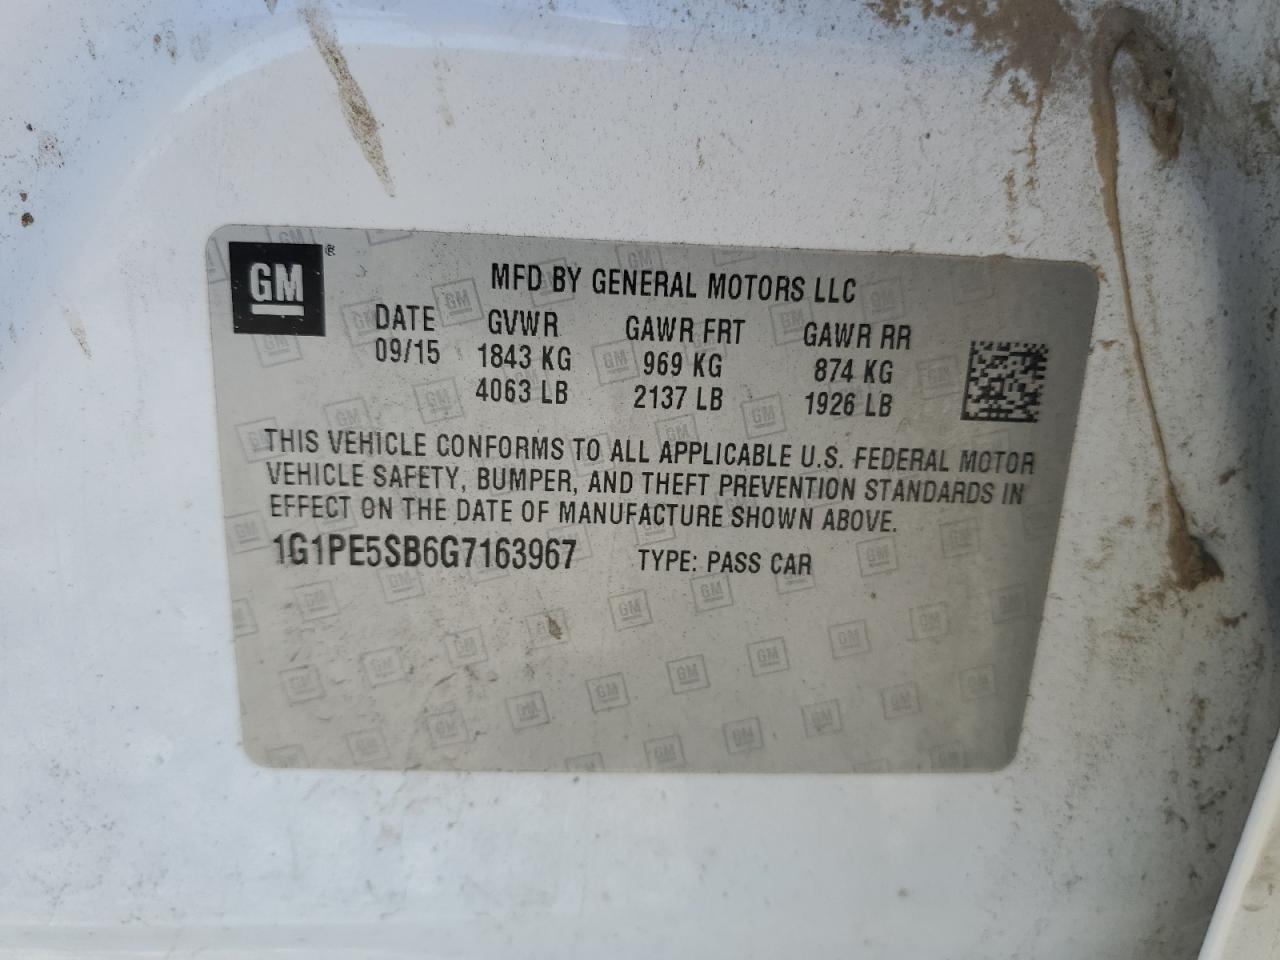 GM®
MFD BY GENERAL MOTORS LLC
DATE GVWR GAWR FRT GAWR RR
09/15 1843 KG 969 KG 874 KG
4063 LB 2137 LB 1926 LB
THIS VEHICLE CONFORMS TO ALL APPLICABLE U.S. FEDERAL MOTOR
VEHICLE SAFETY, BUMPER, AND THEFT PREVENTION STANDARDS IN
EFFECT ON THE DATE OF MANUFACTURE SHOWN ABOVE.
1G1PE5SB6G7163967 TYPE: PASS CAR